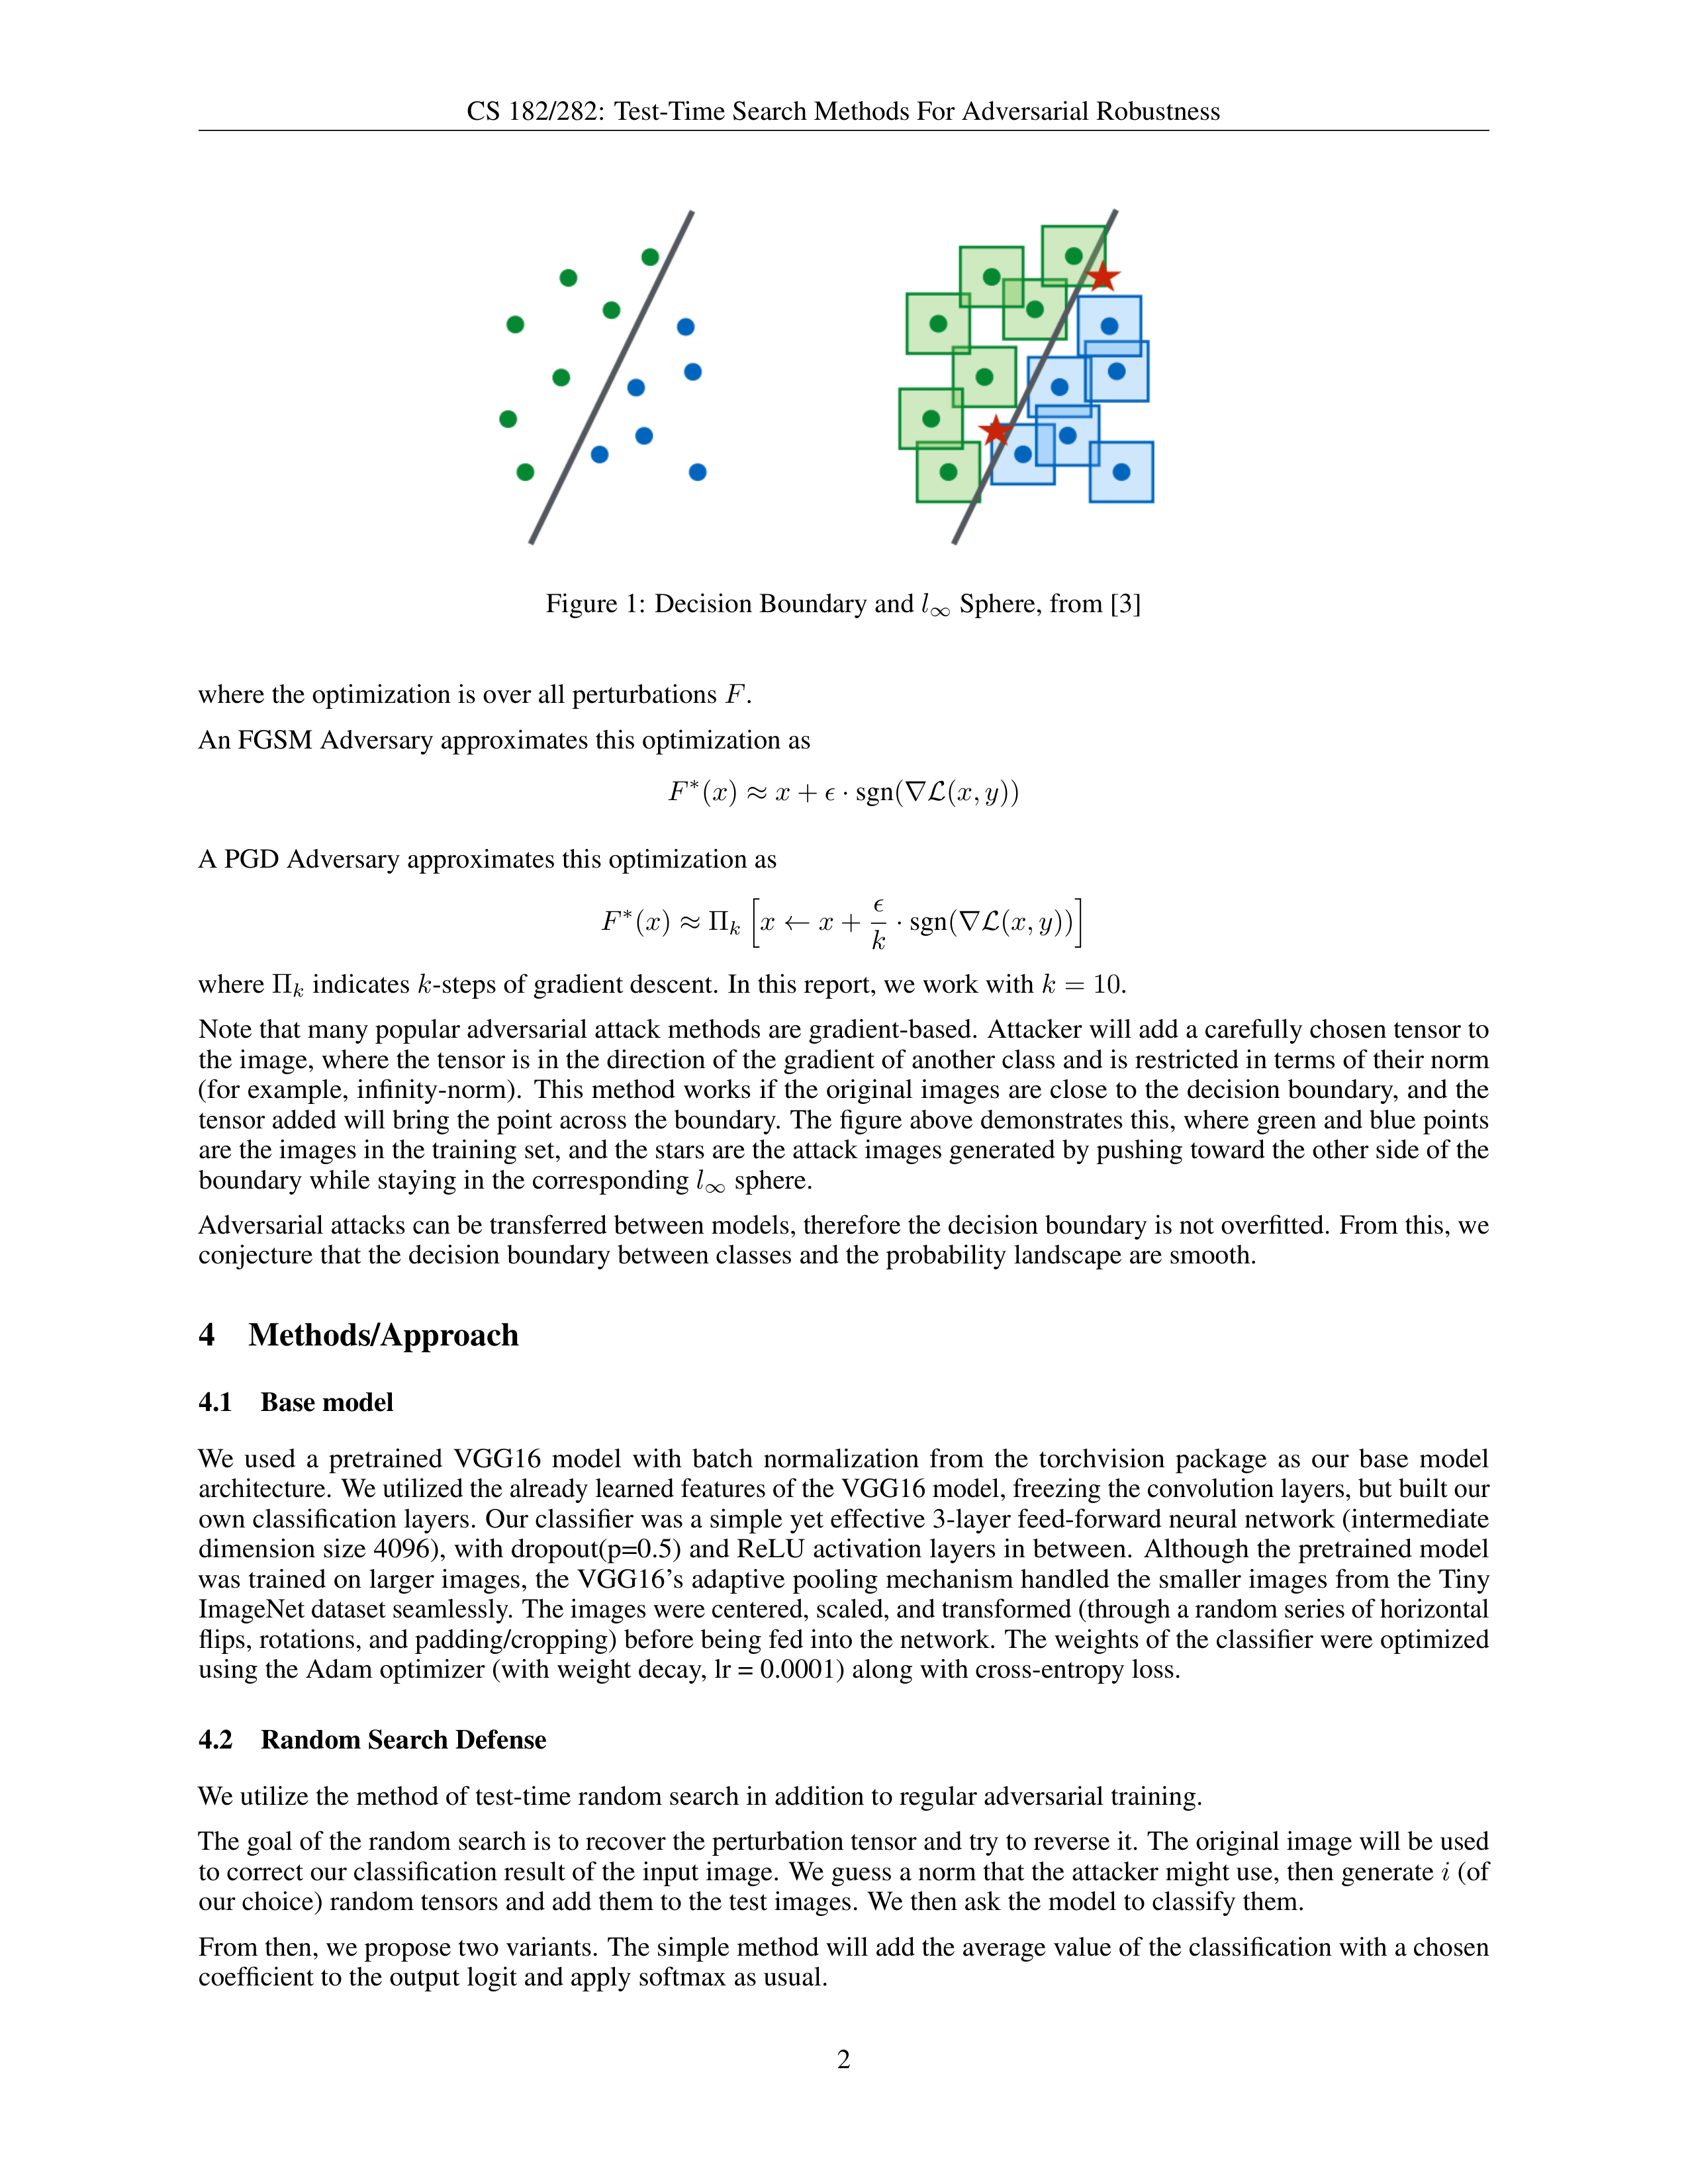 CS 182/282: Test-Time Search Methods For Adversarial Robustness
Figure 1: Decision Boundary and l∞ Sphere, from [3]
where the optimization is over all perturbations F.
An FGSM Adversary approximates this optimization as
F*(x) ≈ x + ϵ · sgn(∇ℒ(x, y))
A PGD Adversary approximates this optimization as
F*(x) ≈ Πk [x ← x + ϵ/k · sgn(∇ℒ(x, y))]
where Πk indicates k-steps of gradient descent. In this report, we work with k = 10.
Note that many popular adversarial attack methods are gradient-based. Attacker will add a carefully chosen tensor to
the image, where the tensor is in the direction of the gradient of another class and is restricted in terms of their norm
(for example, infinity-norm). This method works if the original images are close to the decision boundary, and the
tensor added will bring the point across the boundary. The figure above demonstrates this, where green and blue points
are the images in the training set, and the stars are the attack images generated by pushing toward the other side of the
boundary while staying in the corresponding l∞ sphere.
Adversarial attacks can be transferred between models, therefore the decision boundary is not overfitted. From this, we
conjecture that the decision boundary between classes and the probability landscape are smooth.
4 Methods/Approach
4.1 Base model
We used a pretrained VGG16 model with batch normalization from the torchvision package as our base model
architecture. We utilized the already learned features of the VGG16 model, freezing the convolution layers, but built our
own classification layers. Our classifier was a simple yet effective 3-layer feed-forward neural network (intermediate
dimension size 4096), with dropout(p=0.5) and ReLU activation layers in between. Although the pretrained model
was trained on larger images, the VGG16's adaptive pooling mechanism handled the smaller images from the Tiny
ImageNet dataset seamlessly. The images were centered, scaled, and transformed (through a random series of horizontal
flips, rotations, and padding/cropping) before being fed into the network. The weights of the classifier were optimized
using the Adam optimizer (with weight decay, lr = 0.0001) along with cross-entropy loss.
4.2 Random Search Defense
We utilize the method of test-time random search in addition to regular adversarial training.
The goal of the random search is to recover the perturbation tensor and try to reverse it. The original image will be used
to correct our classification result of the input image. We guess a norm that the attacker might use, then generate i (of
our choice) random tensors and add them to the test images. We then ask the model to classify them.
From then, we propose two variants. The simple method will add the average value of the classification with a chosen
coefficient to the output logit and apply softmax as usual.
2